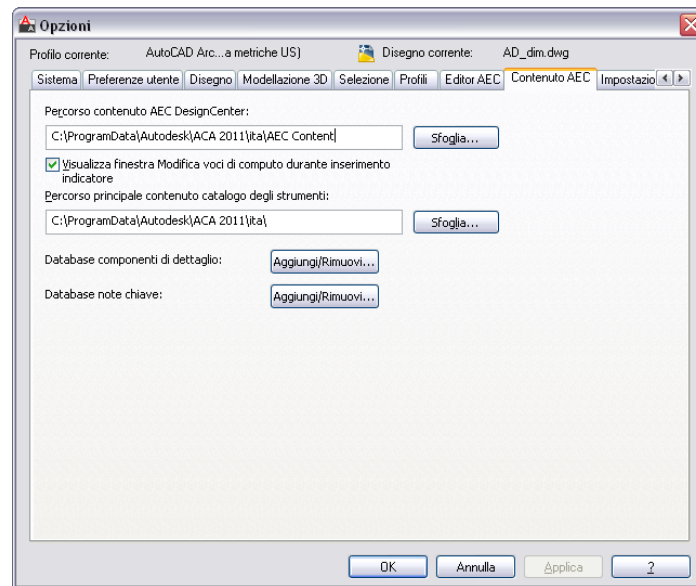 Opzioni
Profilo corrente: AutoCAD Arc...a metriche US) Disegno corrente: AD_dim.dwg
Sistema Preferenze utente Disegno Modellazione 3D Selezione Profili Editor AEC Contenuto AEC Impostazio
Percorso contenuto AEC DesignCenter:
C:\ProgramData\Autodesk\ACA 2011\ita\AEC Content Sfoglia...
Visualizza finestra Modifica voci di computo durante inserimento
indicatore
Percorso principale contenuto catalogo degli strumenti:
C:\ProgramData\Autodesk\ACA 2011\ita\ Sfoglia...
Database componenti di dettaglio: Aggiungi/Rimuovi...
Database note chiave: Aggiungi/Rimuovi...
OK Annulla Applica ?